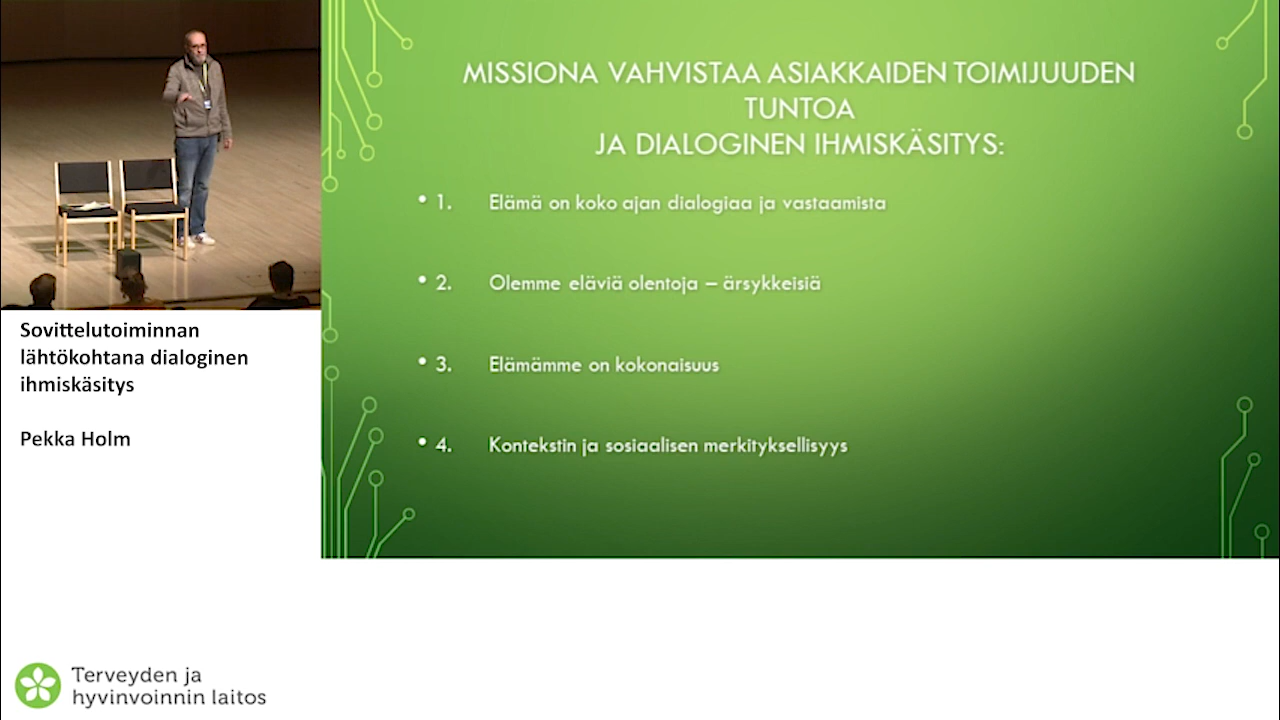 MISSIONA VAHVISTAA ASIAKKAIDEN TOIMIJUUDEN
TUNTOA
JA DIALOGINEN IHMISKÄSITYS:
• 1. Elämä on koko ajan dialogiaa ja vastaamista
• 2. Olemme eläviä olentoja – ärsykkeisiä
• 3. Elämämme on kokonaisuus
• 4. Kontekstin ja sosiaalisen merkityksellisyys
Sovittelutoiminnan
lähtökohtana dialoginen
ihmiskäsitys
Pekka Holm
Terveyden ja
hyvinvoinnin laitos